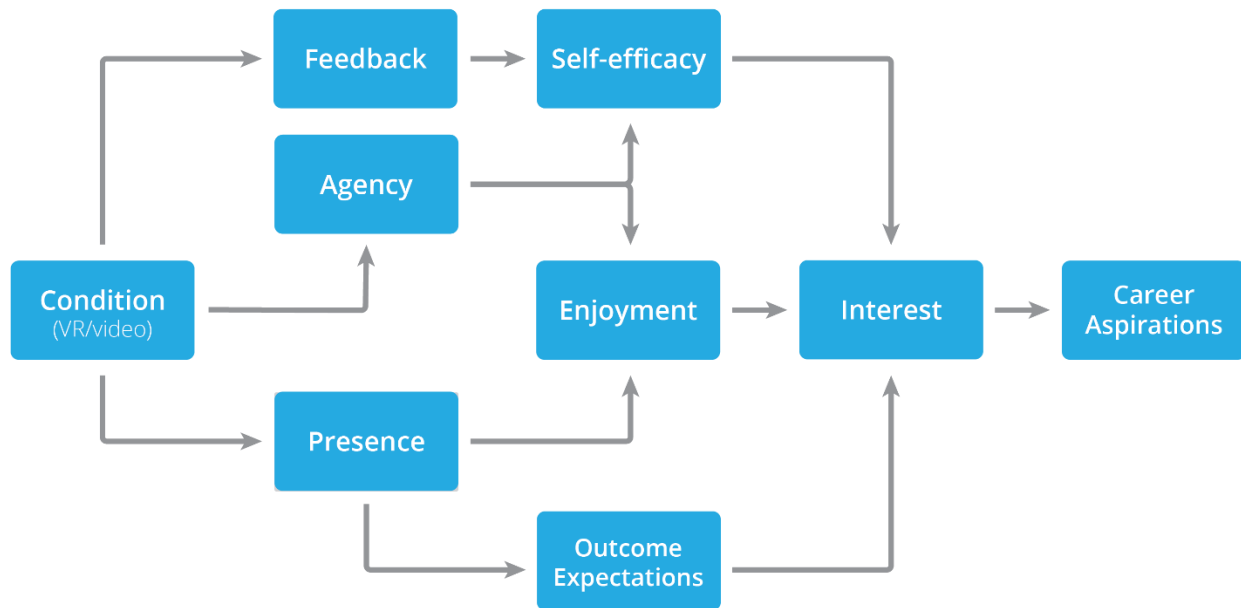 Feedback
Self-efficacy
Agency
Condition
(VR/video)
Enjoyment
Interest
Career
Aspirations
Presence
Outcome
Expectations